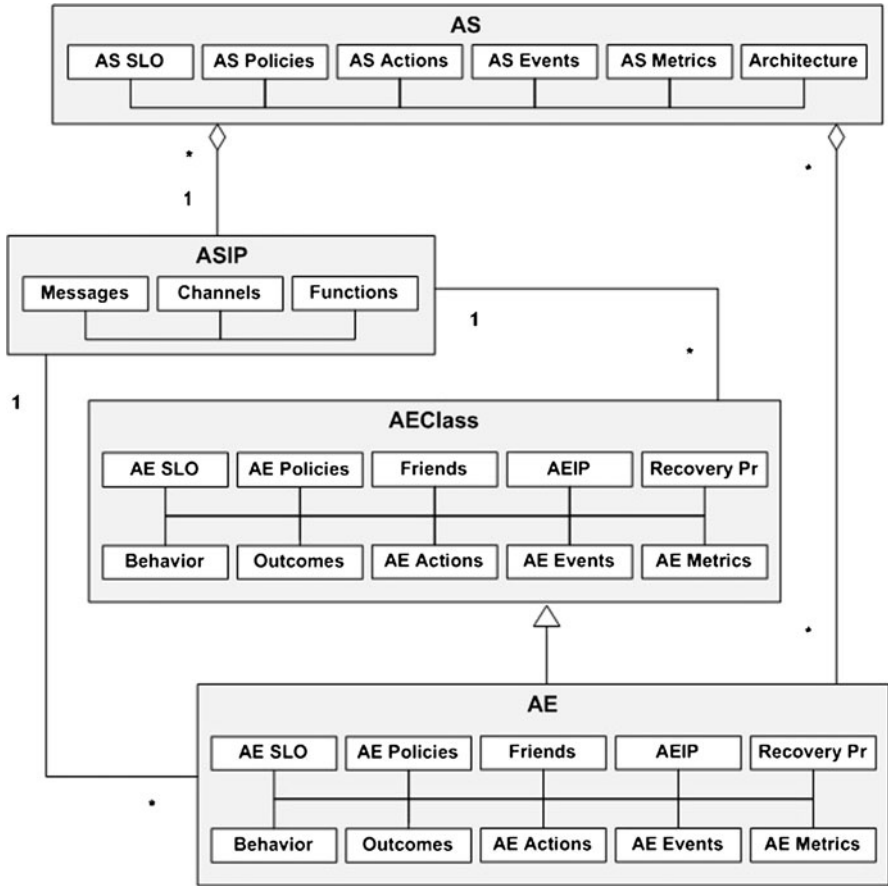 AS
AS SLO AS Policies AS Actions AS Events AS Metrics Architecture
* *
1
ASIP
Messages Channels Functions
1
*
1
AEClass
AE SLO AE Policies Friends AEIP Recovery Pr
Behavior Outcomes AE Actions AE Events AE Metrics
*
AE
AE SLO AE Policies Friends AEIP Recovery Pr
*
Behavior Outcomes AE Actions AE Events AE Metrics